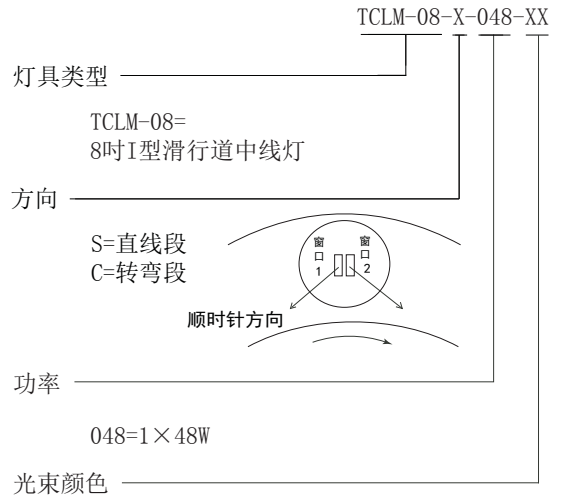 TCLM-08-X-048-XX
灯具类型
TCLM-08=
8吋I型滑行道中线灯
方向
S=直线段
C=转弯段
窗口1
窗口2
顺时针方向
功率
048=1×48W
光束颜色